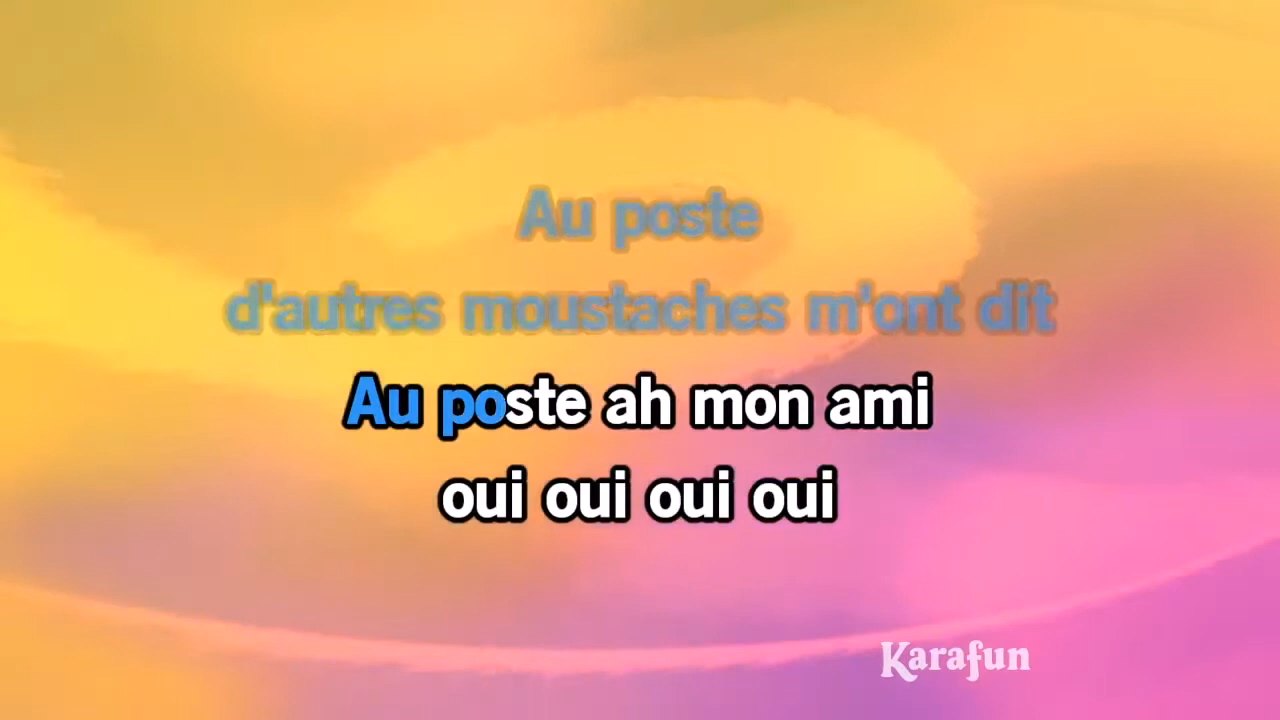 Au poste
d'autres moustaches m'ont dit
Au poste ah mon ami
oui oui oui oui
Karafun